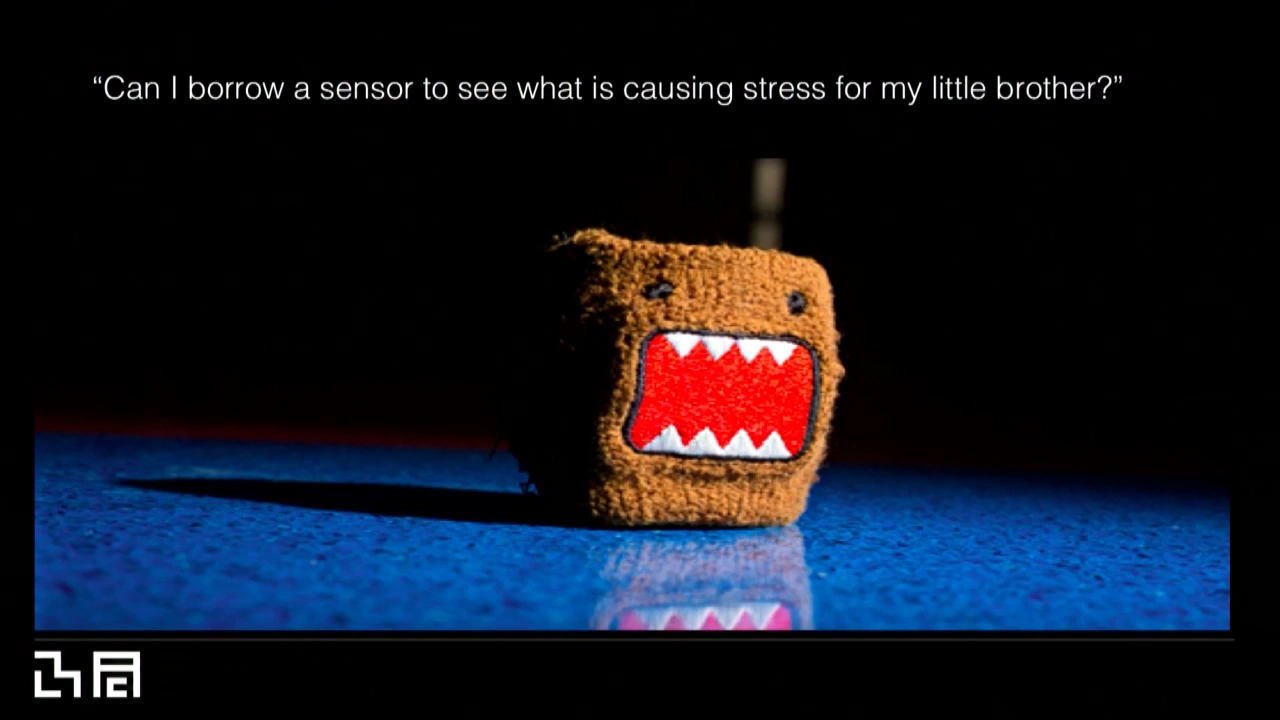 “Can I borrow a sensor to see what is causing stress for my little brother?”